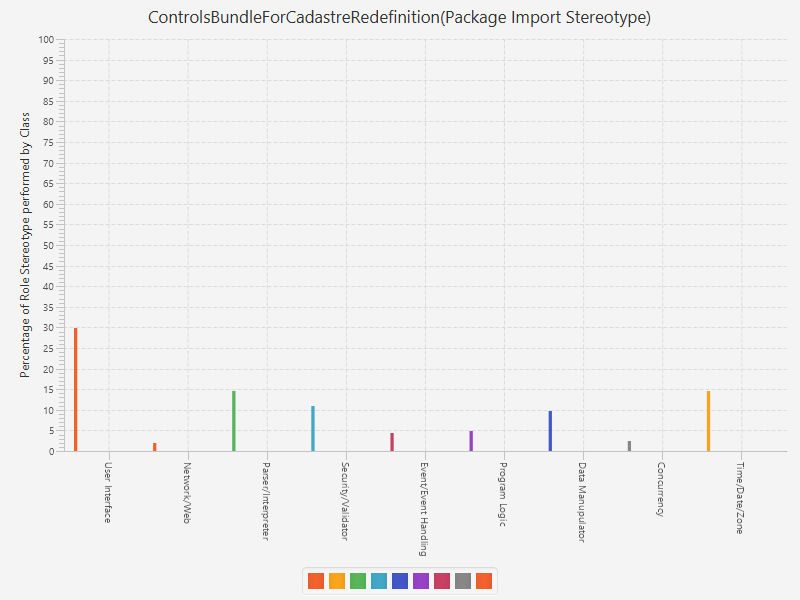 ControlsBundleForCadastreRedefinition(Package Import Stereotype)
Percentage of Role Stereotype performed by Class
100
95
90
85
80
75
70
65
60
55
50
45
40
35
30
25
20
15
10
5
0
User Interface
Network/Web
Parser/Interpreter
Security/Validator
Event/Event Handling
Program Logic
Data Manupulator
Concurrency
Time/Date/Zone